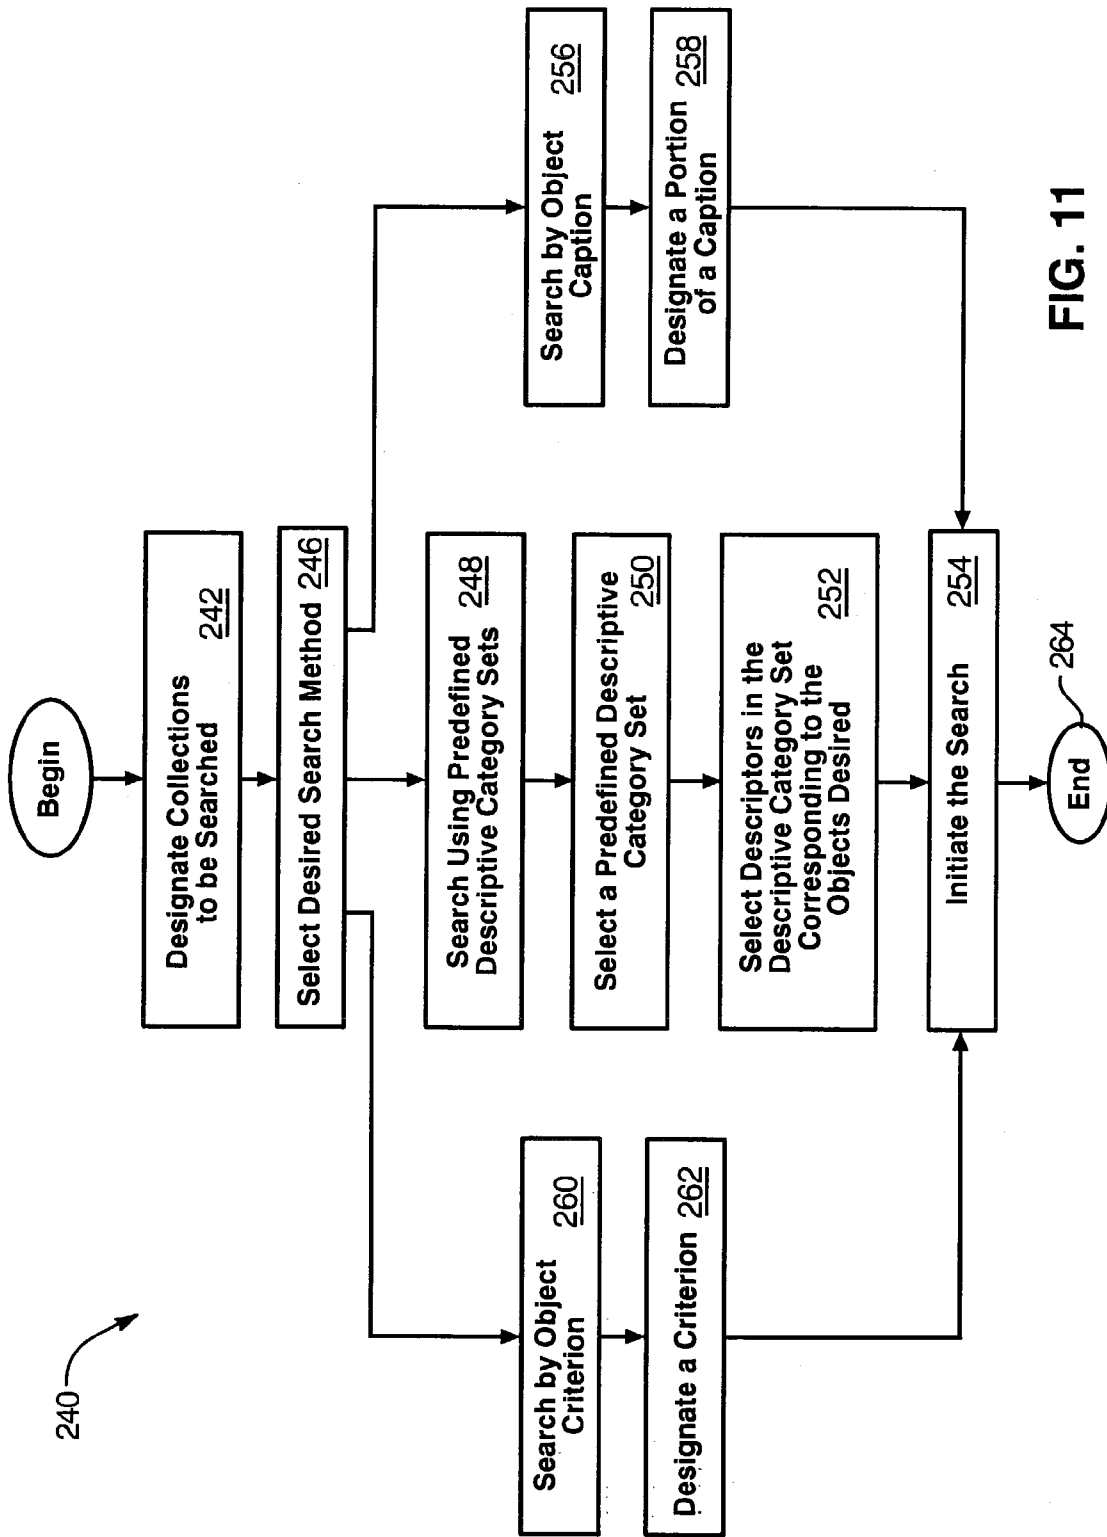 240
Begin
Designate Collections
to be Searched
242
Select Desired Search Method 246
Search by Object
Criterion
260
Designate a Criterion 262
Search Using Predefined
Descriptive Category Sets
248
Select a Predefined Descriptive
Category Set
250
Select Descriptors in the
Descriptive Category Set
Corresponding to the
Objects Desired
252
Search by Object
Caption
256
Designate a Portion
of a Caption
258
Initiate the Search
254
End
264
FIG. 11